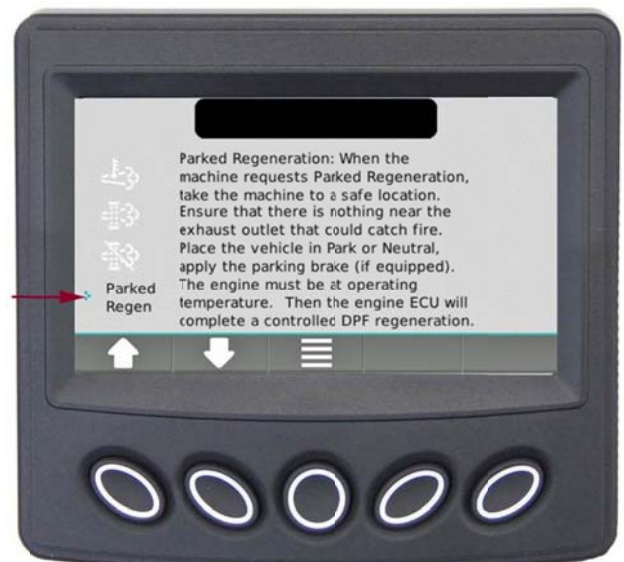 Parked Regeneration: When the
machine requests Parked Regeneration,
take the machine to a safe location.
Ensure that there is nothing near the
exhaust outlet that could catch fire.
Place the vehicle in Park or Neutral,
apply the parking brake (if equipped).
The engine must be at operating
temperature. Then the engine ECU will
complete a controlled DPF regeneration.
Parked
Regen